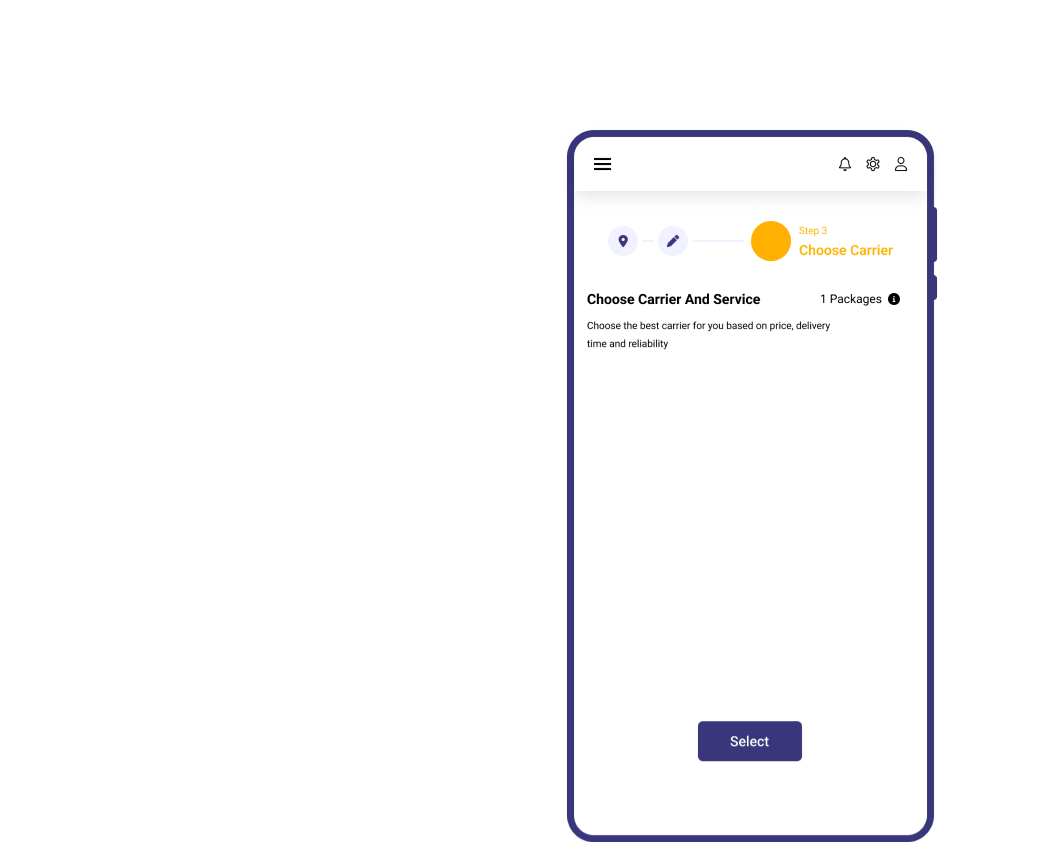 Step 3
Choose Carrier
Choose Carrier And Service
1 Packages
Choose the best carrier for you based on price, delivery
time and reliability
Select